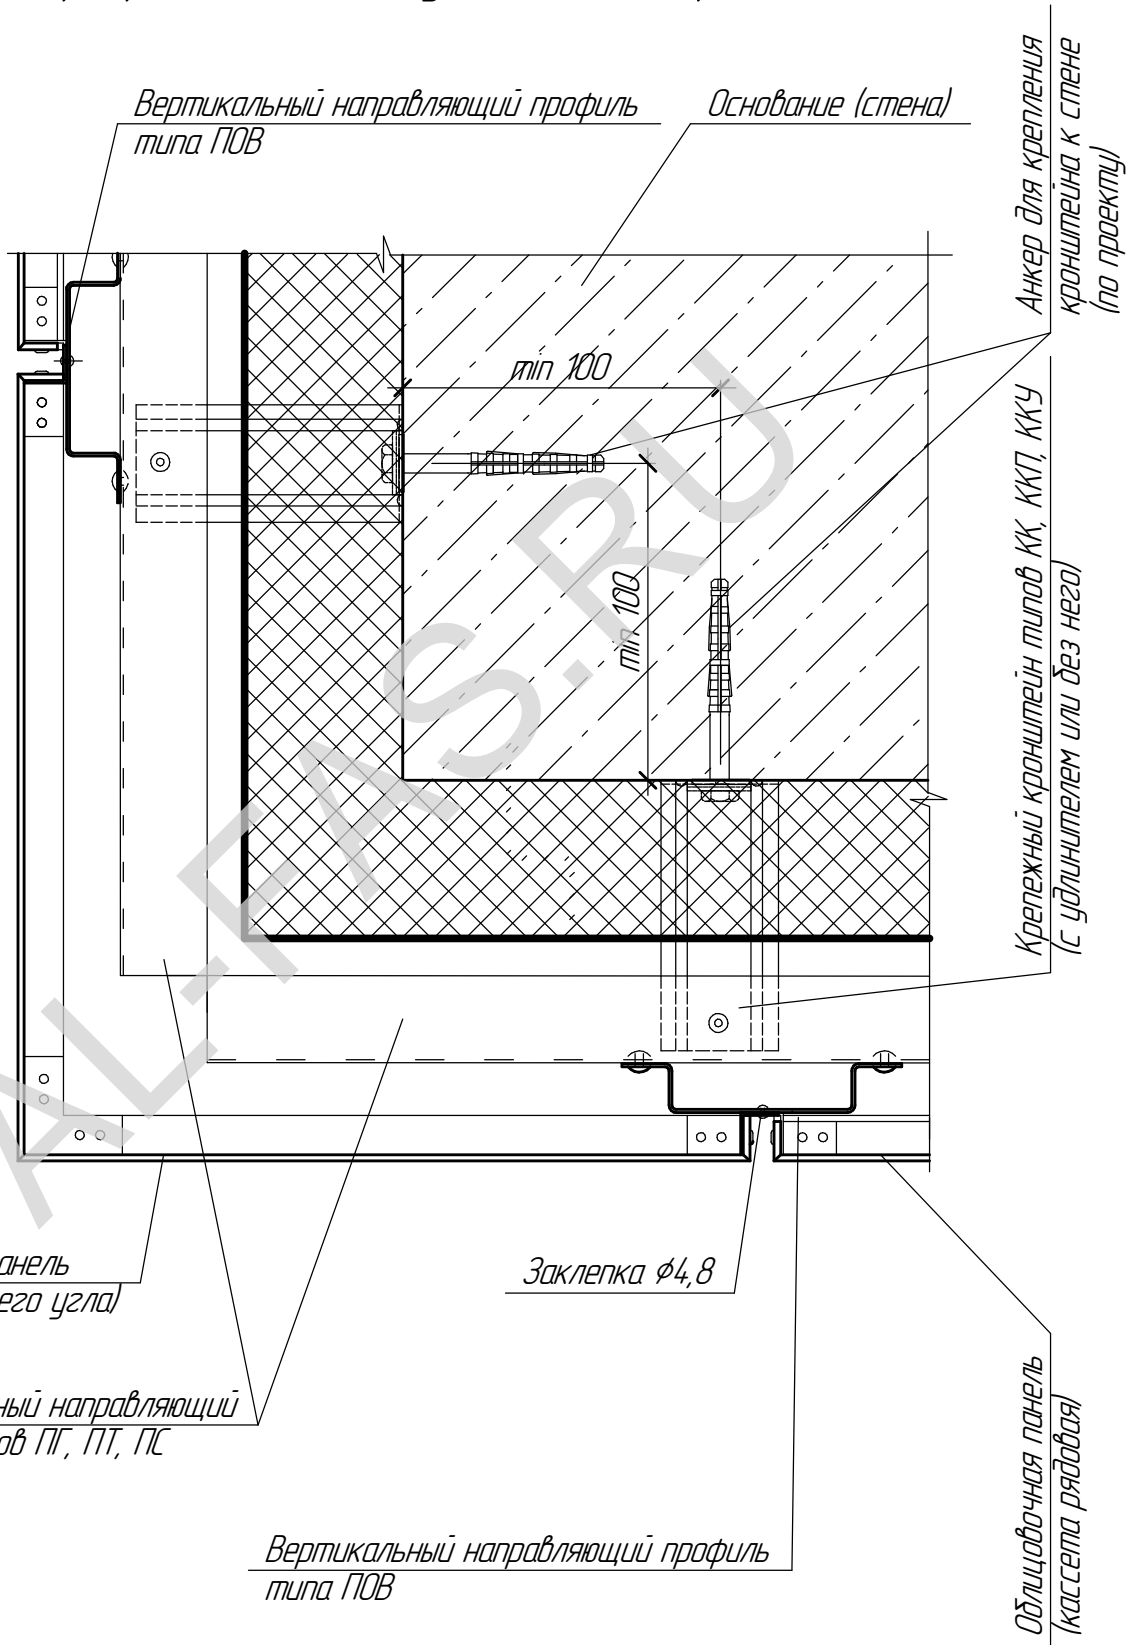 Вертикальный направляющий профиль
типа ПОВ
Основание (стена)
Анкер для крепления
кронштейна к стене
(по проекту)
min 100
min 100
Крепежный кронштейн типов КК, ККП, ККУ
(с удлинителем или без него)
AL-FAS.RU
анель
его угла)
Заклепка ϕ4,8
ный направляющий
ов ПГ, ПТ, ПС
Вертикальный направляющий профиль
типа ПОВ
Облицовочная панель
(кассета рядовая)